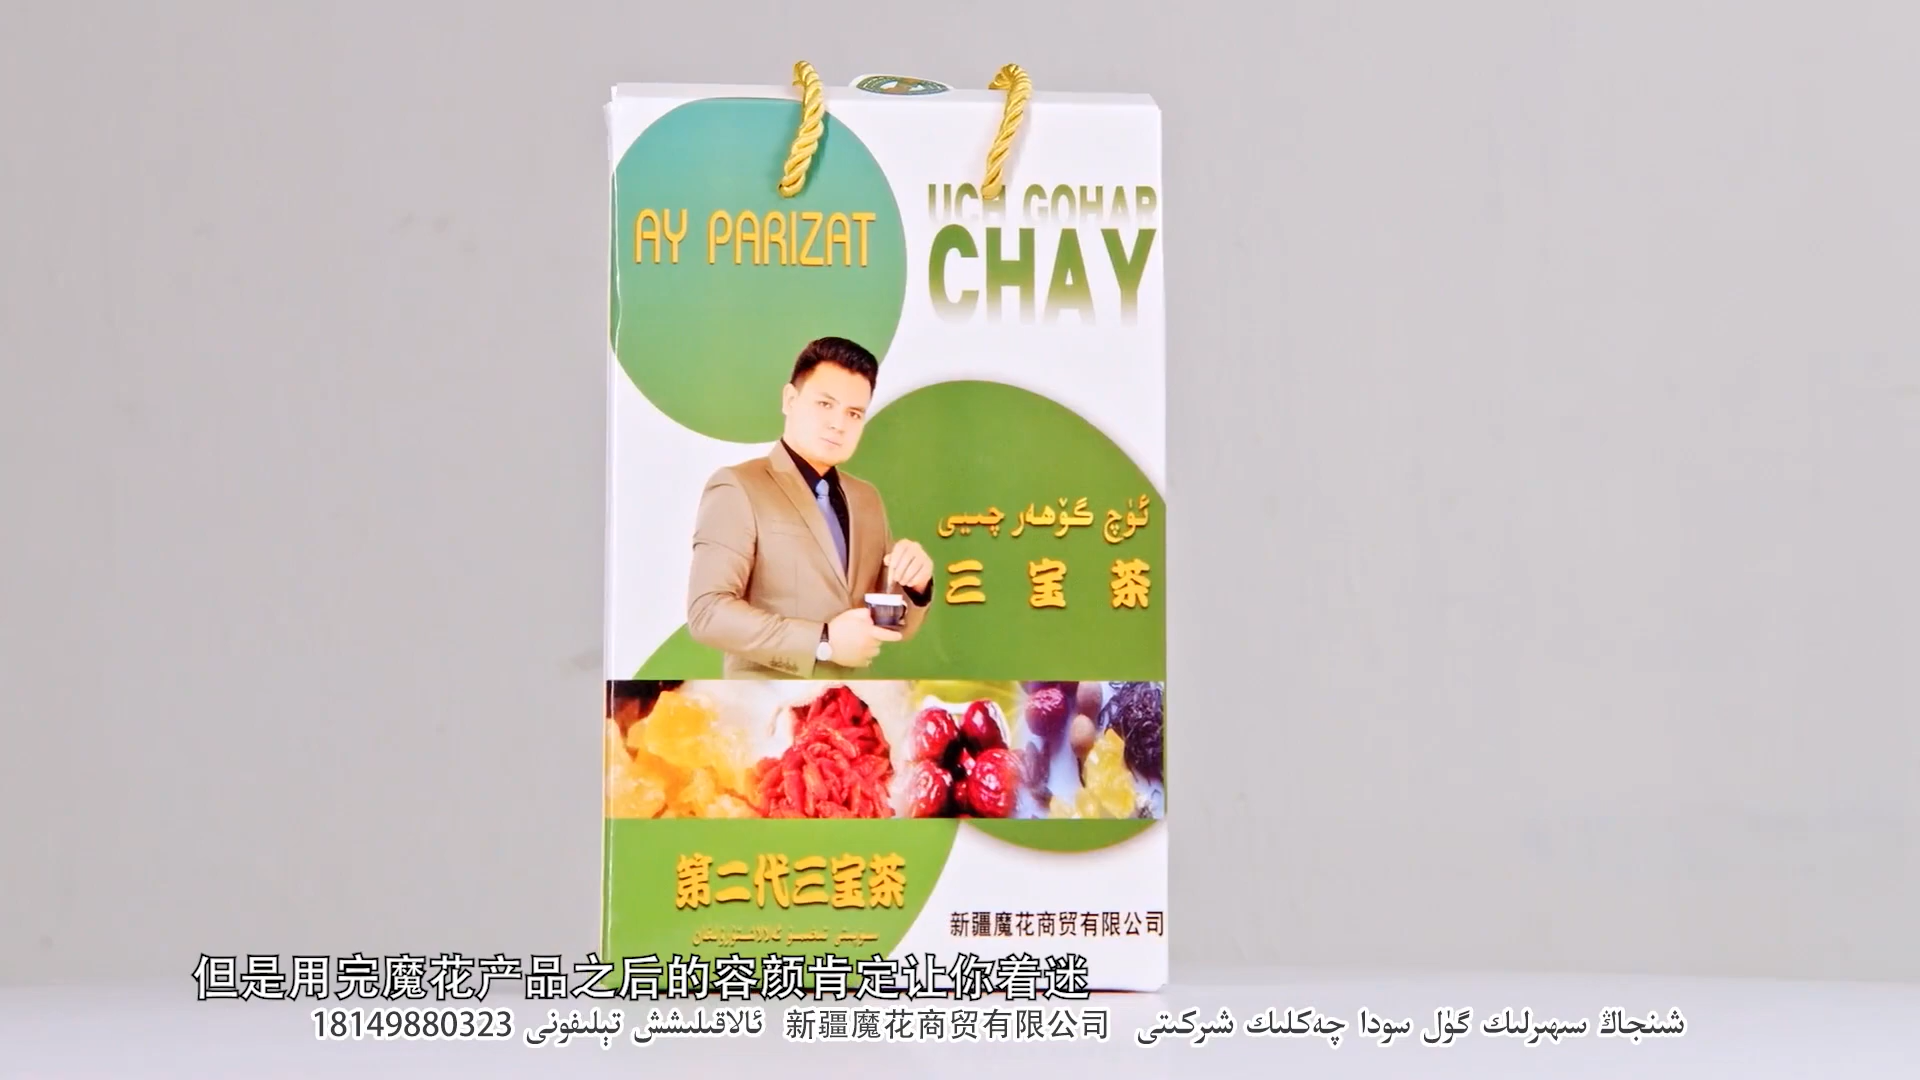 AY PARIZAT
UCH GOHAR
CHAY
ئۈچ گۆھەر چىيى
三宝茶
第二代三宝茶
新疆魔花商贸有限公司
但是用完魔花产品之后的容颜肯定让你着迷
شىنجاڭ سېھىرلىك گۈل سودا چەكلىك شىركىتى 新疆魔花商贸有限公司 ئالاقىلىشىش تېلېفونى 18149880323